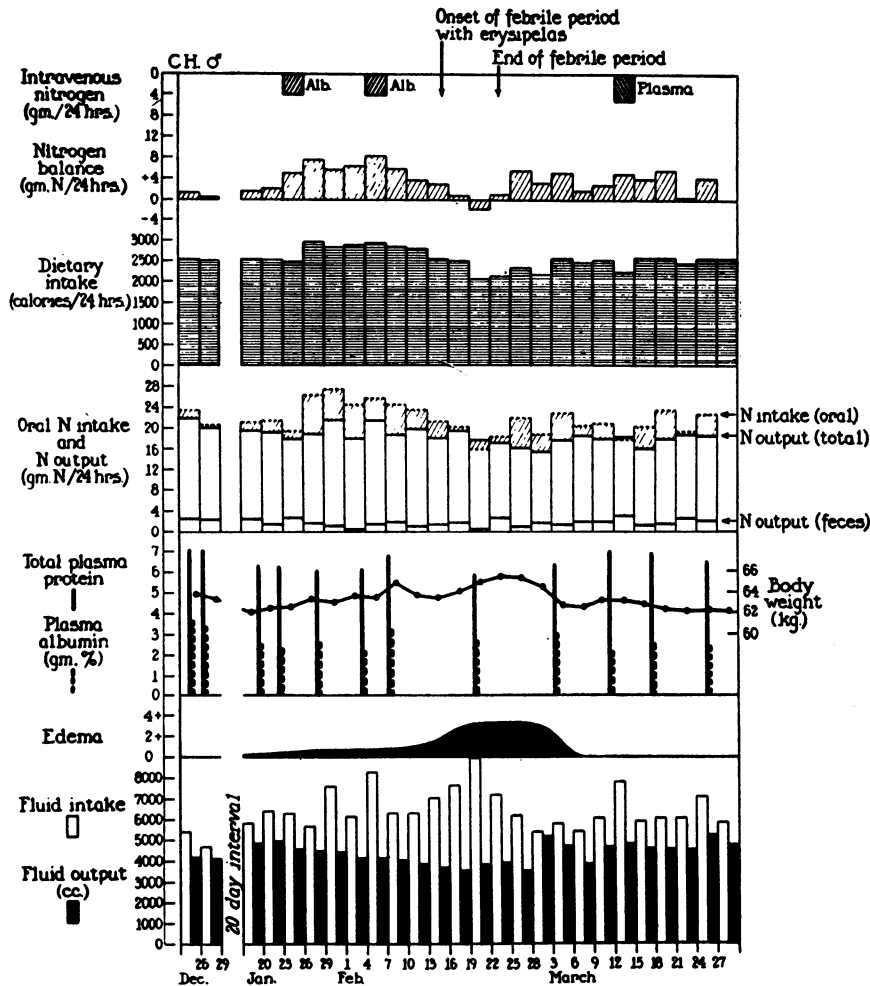 Onset of febrile period
with erysipelas
End of febrile period
C.H. ♂
Intravenous
nitrogen
(gm./24 hrs.)
0
4
8
12
Alb.
Alb.
Plasma
Nitrogen
balance
(gm. N/24 hrs.)
8
+4
0
-4
Dietary
intake
(calories/24 hrs.)
3000
2500
2000
1500
1000
500
0
Oral N intake
and
N output
(gm. N/24 hrs.)
28
24
20
16
12
8
4
0
N intake (oral)
N output (total)
N output (feces)
Total plasma
protein
Plasma
albumin
(gm. %)
7
6
5
4
3
2
1
0
66
64
62
60
Body
weight
(kg.)
Edema
4+
2+
0
Fluid intake
Fluid output
(cc.)
8000
7000
6000
5000
4000
3000
2000
1000
0
20 day interval
26 29 20 23 26 29 1 4 7 10 13 16 19 22 25 28 3 6 9 12 15 18 21 24 27
Dec. Jan. Feb. March